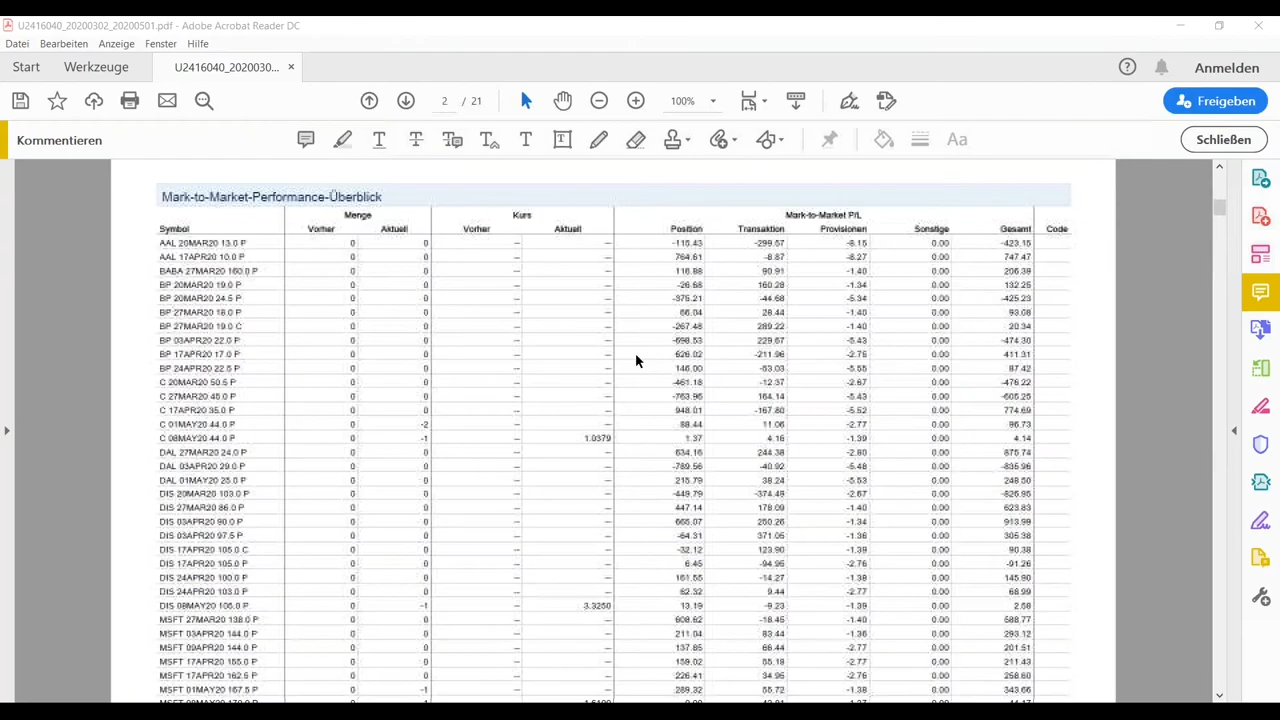 U2416040_20200302_20200501.pdf - Adobe Acrobat Reader DC
Datei Bearbeiten Anzeige Fenster Hilfe
Start Werkzeuge U2416040_2020030... × Anmelden
2 / 21 100% Freigeben
Kommentieren Aa Schließen
Mark-to-Market-Performance-Überblick
Menge Kurs Mark-to-Market P/L
Symbol Vorher Aktuell Vorher Aktuell Position Transaktion Provisionen Sonstige Gesamt Code
AAL 20MAR20 13.0 P 0 0 -- -- -115.43 -299.57 -8.15 0.00 -423.15
AAL 17APR20 10.0 P 0 0 -- -- 764.61 -8.87 -8.27 0.00 747.47
BABA 27MAR20 180.0 P 0 0 -- -- 116.88 90.91 -1.40 0.00 206.39
BP 20MAR20 19.0 P 0 0 -- -- -26.68 160.28 -1.34 0.00 132.25
BP 20MAR20 24.5 P 0 0 -- -- -375.21 -44.68 -5.34 0.00 -425.23
BP 27MAR20 18.0 P 0 0 -- -- 66.04 28.44 -1.40 0.00 93.08
BP 27MAR20 19.0 C 0 0 -- -- -267.48 289.22 -1.40 0.00 20.34
BP 03APR20 22.0 P 0 0 -- -- -698.53 229.67 -5.43 0.00 -474.30
BP 17APR20 17.0 P 0 0 -- -- 626.02 -211.96 -2.75 0.00 411.31
BP 24APR20 22.5 P 0 0 -- -- 146.00 -53.03 -5.55 0.00 87.42
C 20MAR20 50.5 P 0 0 -- -- -461.18 -12.37 -2.67 0.00 -476.22
C 27MAR20 45.0 P 0 0 -- -- -763.96 164.14 -5.43 0.00 -605.25
C 17APR20 35.0 P 0 0 -- -- 948.01 -167.80 -5.52 0.00 774.69
C 01MAY20 44.0 P 0 -2 -- -- 88.44 11.06 -2.77 0.00 96.73
C 08MAY20 44.0 P 0 -1 -- 1.0379 1.37 4.16 -1.39 0.00 4.14
DAL 27MAR20 24.0 P 0 0 -- -- 634.16 244.38 -2.80 0.00 875.74
DAL 03APR20 29.0 P 0 0 -- -- -789.56 -40.92 -5.48 0.00 -835.96
DAL 01MAY20 25.0 P 0 0 -- -- 215.79 38.24 -5.53 0.00 248.50
DIS 20MAR20 103.0 P 0 0 -- -- -449.79 -374.49 -2.67 0.00 -826.95
DIS 27MAR20 86.0 P 0 0 -- -- 447.14 178.09 -1.40 0.00 623.83
DIS 03APR20 90.0 P 0 0 -- -- 665.07 250.26 -1.34 0.00 913.99
DIS 03APR20 97.5 P 0 0 -- -- -64.31 371.05 -1.36 0.00 305.38
DIS 17APR20 105.0 C 0 0 -- -- -32.12 123.90 -1.39 0.00 90.38
DIS 17APR20 105.0 P 0 0 -- -- 6.45 -94.95 -2.76 0.00 -91.26
DIS 24APR20 100.0 P 0 0 -- -- 161.55 -14.27 -1.38 0.00 145.90
DIS 24APR20 103.0 P 0 0 -- -- 62.32 9.44 -2.77 0.00 68.99
DIS 08MAY20 106.0 P 0 -1 -- 3.3250 13.19 -9.23 -1.39 0.00 2.58
MSFT 27MAR20 138.0 P 0 0 -- -- 608.62 -18.45 -1.40 0.00 588.77
MSFT 03APR20 144.0 P 0 0 -- -- 211.04 83.44 -1.36 0.00 293.12
MSFT 09APR20 144.0 P 0 0 -- -- 137.85 66.44 -2.77 0.00 201.51
MSFT 17APR20 155.0 P 0 0 -- -- 159.02 55.18 -2.77 0.00 211.43
MSFT 17APR20 162.5 P 0 0 -- -- 226.41 34.95 -2.76 0.00 258.60
MSFT 01MAY20 167.5 P 0 -1 -- -- 289.32 55.72 -1.38 0.00 343.66